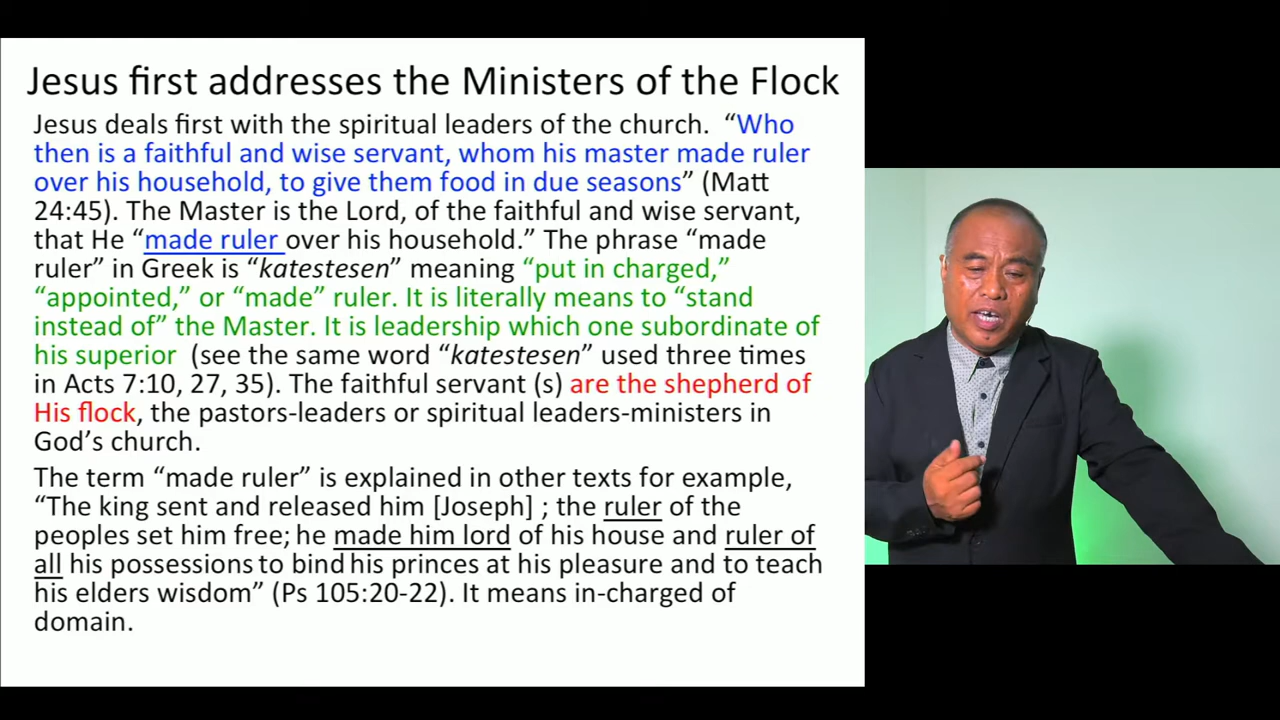 Jesus first addresses the Ministers of the Flock
Jesus deals first with the spiritual leaders of the church.  “Who
then is a faithful and wise servant, whom his master made ruler
over his household, to give them food in due seasons” (Matt
24:45). The Master is the Lord, of the faithful and wise servant,
that He “made ruler over his household.” The phrase “made
ruler” in Greek is “katestesen” meaning “put in charged,”
“appointed,” or “made” ruler. It is literally means to “stand
instead of” the Master. It is leadership which one subordinate of
his superior  (see the same word “katestesen” used three times
in Acts 7:10, 27, 35). The faithful servant (s) are the shepherd of
His flock, the pastors-leaders or spiritual leaders-ministers in
God’s church.
The term “made ruler” is explained in other texts for example,
“The king sent and released him [Joseph] ; the ruler of the
peoples set him free; he made him lord of his house and ruler of
all his possessions to bind his princes at his pleasure and to teach
his elders wisdom” (Ps 105:20-22). It means in-charged of
domain.